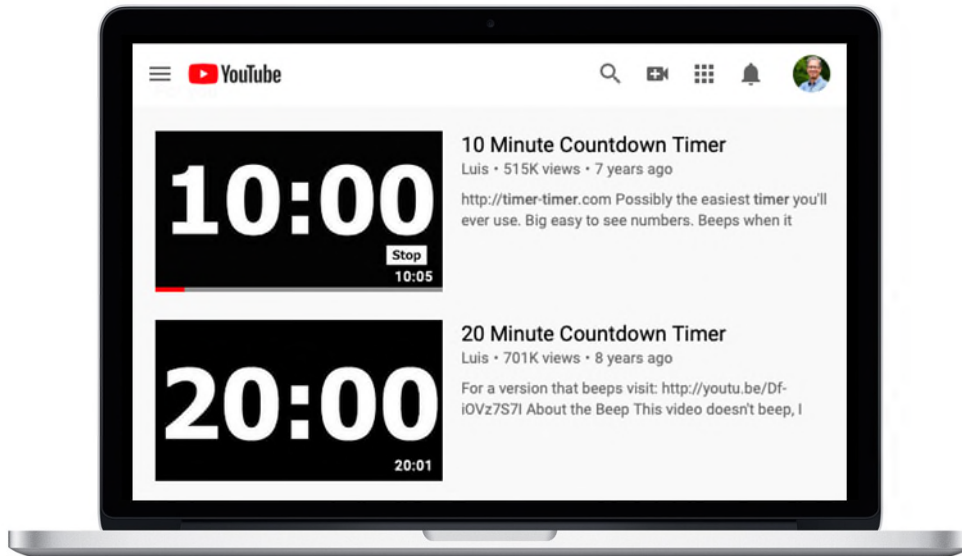 YouTube
10:00
Stop
10:05
10 Minute Countdown Timer
Luis • 515K views • 7 years ago
http://timer-timer.com Possibly the easiest timer you'll
ever use. Big easy to see numbers. Beeps when it
20:00
20:01
20 Minute Countdown Timer
Luis • 701K views • 8 years ago
For a version that beeps visit: http://youtu.be/Df-
iOVz7S7I About the Beep This video doesn't beep, I